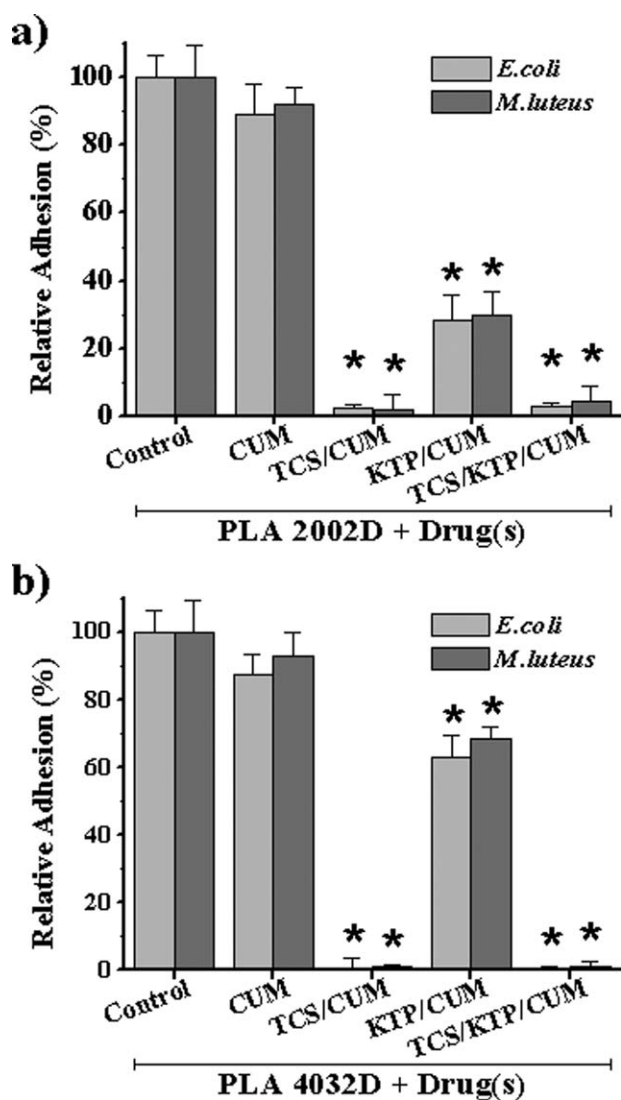 a)
Relative Adhesion (%)
100
80
60
40
20
0
E.coli
M.luteus
* * * * * *
Control
CUM
TCS/CUM
KTP/CUM
TCS/KTP/CUM
PLA 2002D + Drug(s)
b)
Relative Adhesion (%)
100
80
60
40
20
0
E.coli
M.luteus
* * * * * *
Control
CUM
TCS/CUM
KTP/CUM
TCS/KTP/CUM
PLA 4032D + Drug(s)